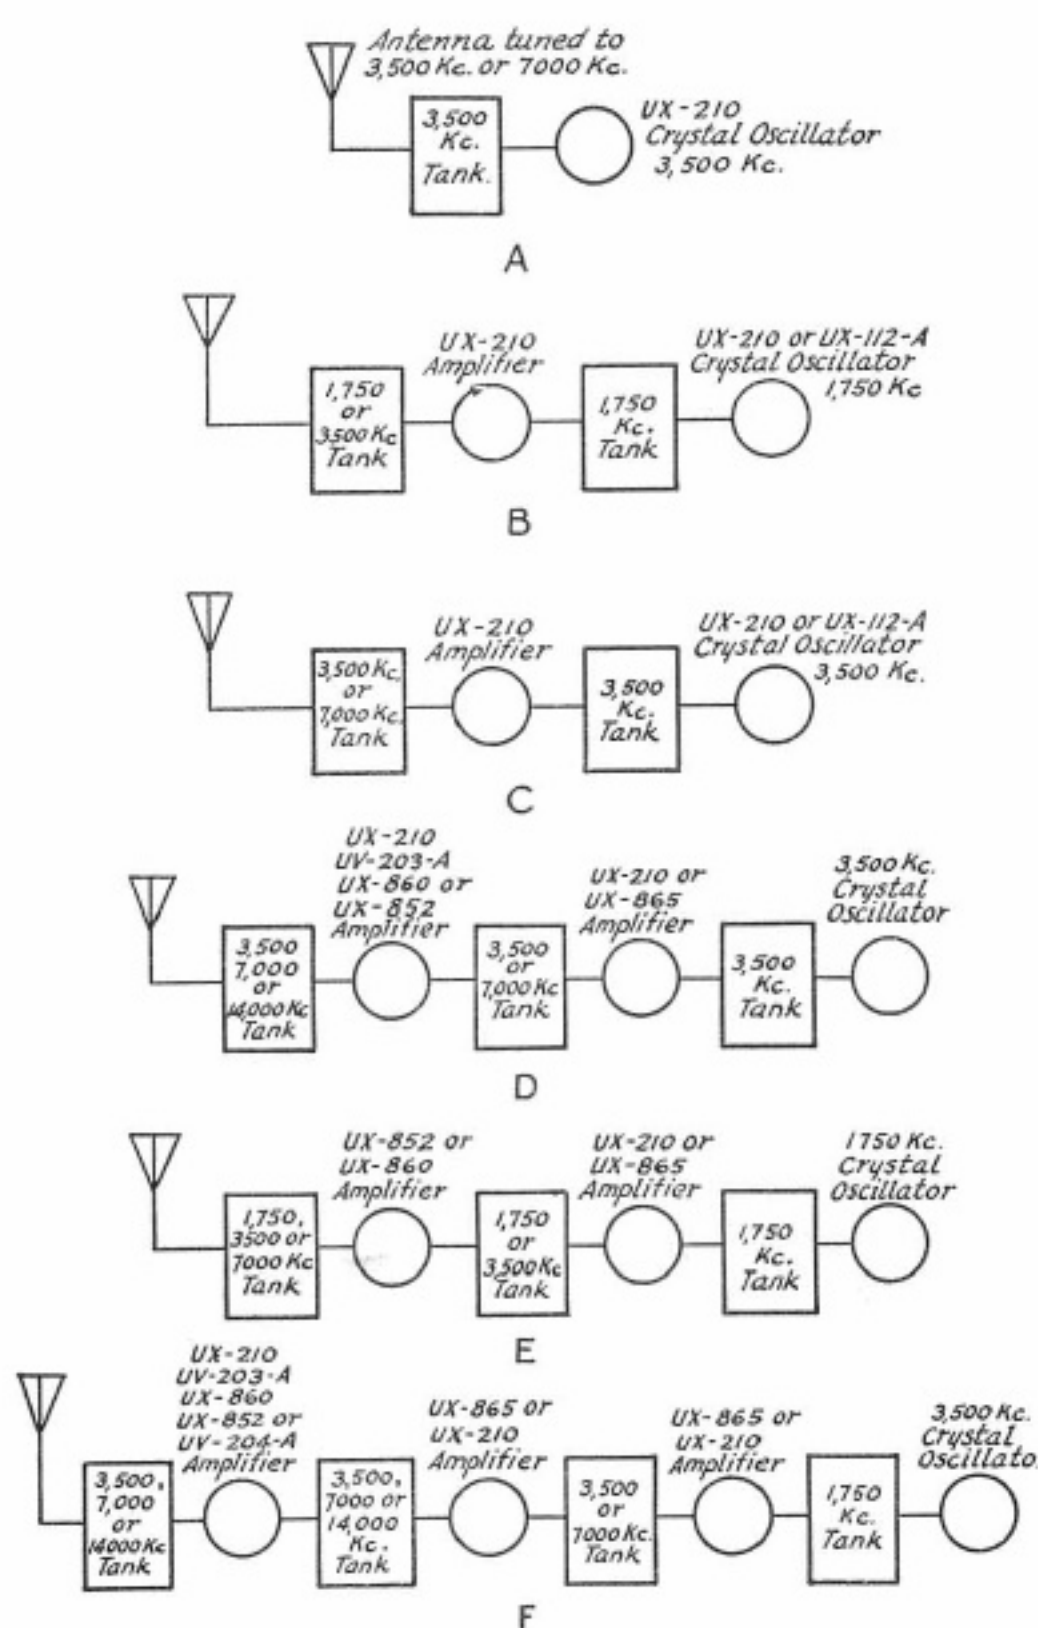 Antenna tuned to
3,500 Kc. or 7000 Kc.
3,500
Kc.
Tank.
UX-210
Crystal Oscillator
3,500 Kc.
A
1,750
or
3500 Kc
Tank
UX-210
Amplifier
1,750
Kc.
Tank
UX-210 or UX-112-A
Crystal Oscillator
1,750 Kc
B
3,500 Kc.
or
7,000 Kc.
Tank
UX-210
Amplifier
3,500
Kc.
Tank
UX-210 or UX-112-A
Crystal Oscillator
3,500 Kc.
C
3,500
7,000
or
14,000 Kc
Tank
UX-210
UV-203-A
UX-860 or
UX-852
Amplifier
3,500
or
7,000 Kc
Tank
UX-210 or
UX-865
Amplifier
3,500
Kc.
Tank
3,500 Kc.
Crystal
Oscillator
D
1,750,
3500 or
7000 Kc
Tank
UX-852 or
UX-860
Amplifier
1,750
or
3,500 Kc
Tank
UX-210 or
UX-865
Amplifier
1,750
Kc.
Tank
1750 Kc.
Crystal
Oscillator
E
3,500,
7,000
or
14000 Kc
Tank
UX-210
UV-203-A
UX-860
UX-852 or
UV-204-A
Amplifier
3,500,
7000 or
14,000
Kc.
Tank
UX-865 or
UX-210
Amplifier
3,500
or
7000 Kc.
Tank
UX-865 or
UX-210
Amplifier
1,750
Kc.
Tank
3,500 Kc.
Crystal
Oscillato
F